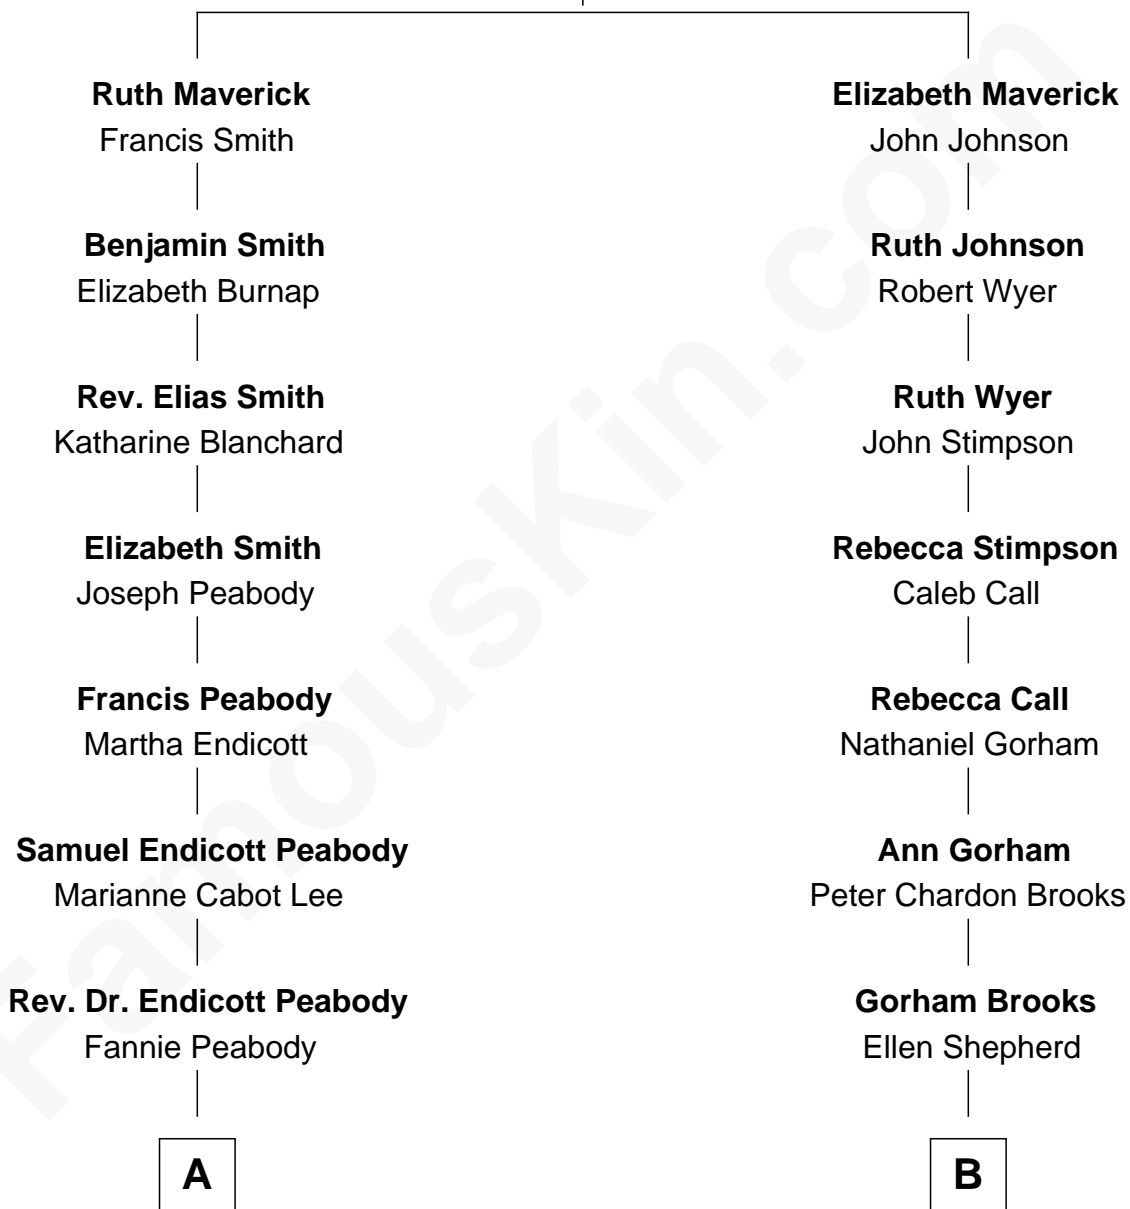 Ruth Maverick
Francis Smith
Benjamin Smith
Elizabeth Burnap
Rev. Elias Smith
Katharine Blanchard
Elizabeth Smith
Joseph Peabody
Francis Peabody
Martha Endicott
Samuel Endicott Peabody
Marianne Cabot Lee
Rev. Dr. Endicott Peabody
Fannie Peabody
A
Elizabeth Maverick
John Johnson
Ruth Johnson
Robert Wyer
Ruth Wyer
John Stimpson
Rebecca Stimpson
Caleb Call
Rebecca Call
Nathaniel Gorham
Ann Gorham
Peter Chardon Brooks
Gorham Brooks
Ellen Shepherd
B
FamousKin.com